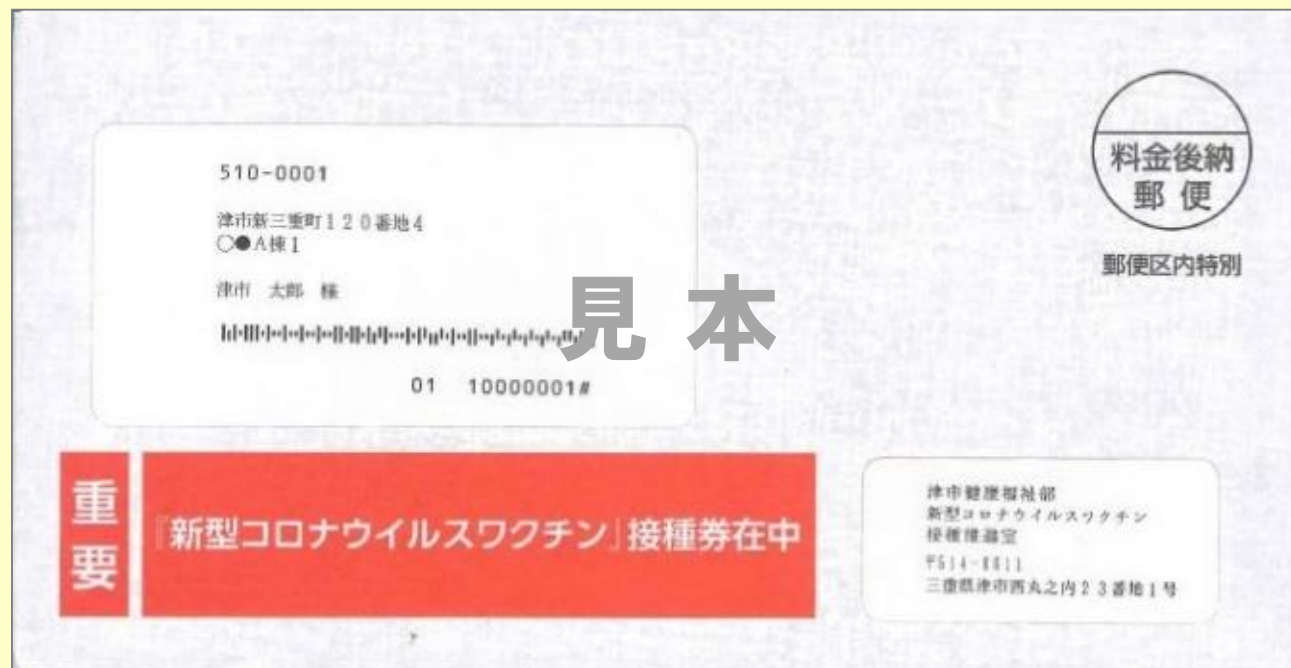 510-0001
津市新三重町120番地4
〇●A棟1
津市 太郎 様
01 10000001#
見本
料金後納
郵便
郵便区内特別
重要
『新型コロナウイルスワクチン』接種券在中
津市健康福祉部
新型コロナウイルスワクチン
接種推進室
〒514-8611
三重県津市西丸之内23番地1号